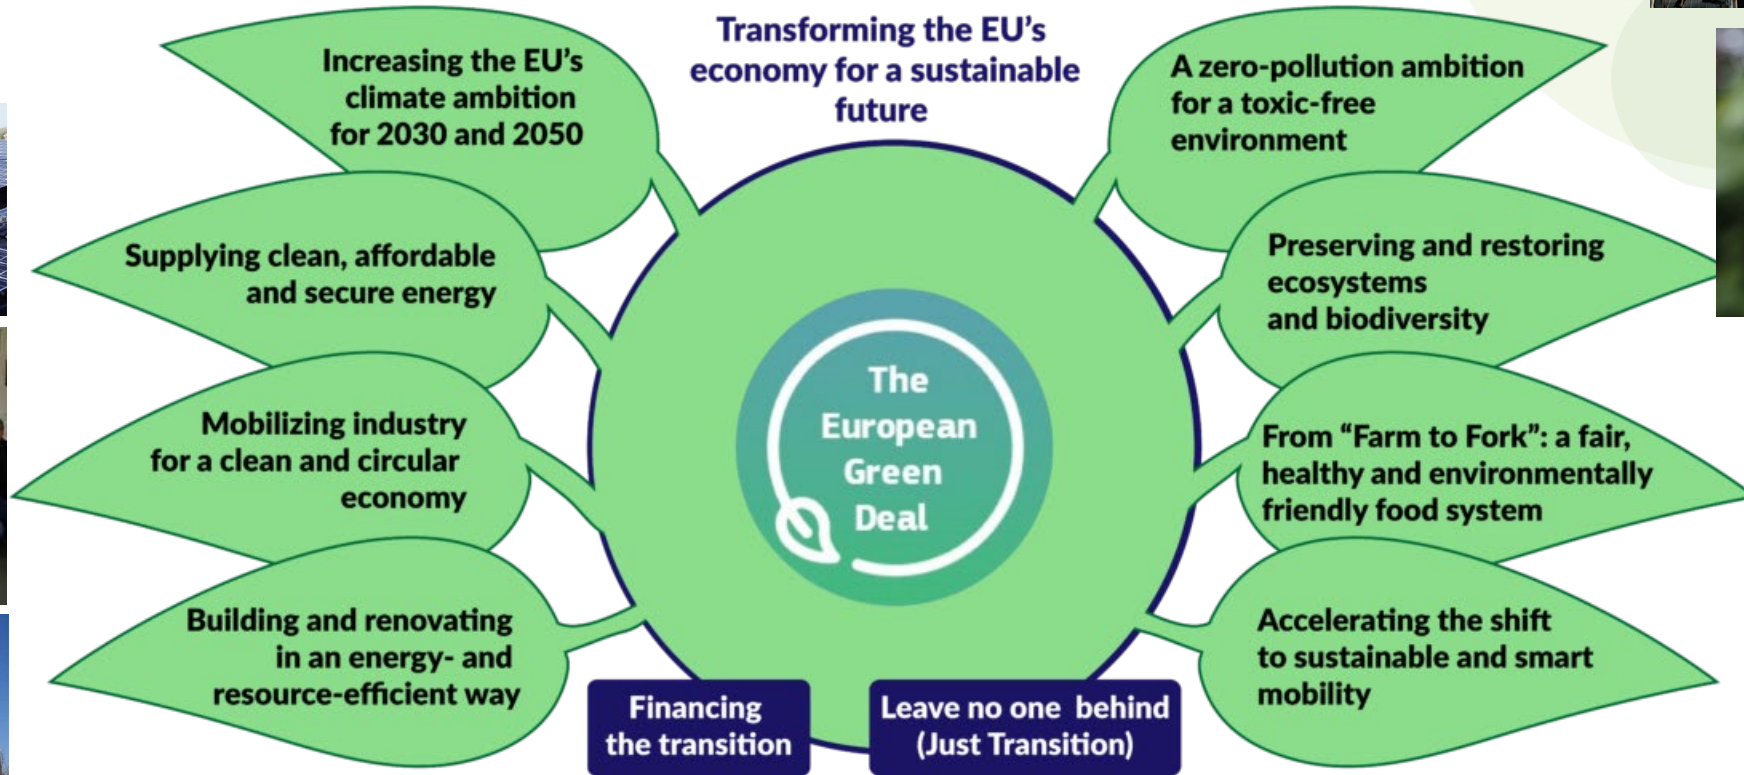 Transforming the EU's
economy for a sustainable
future
Increasing the EU's
climate ambition
for 2030 and 2050
Supplying clean, affordable
and secure energy
Mobilizing industry
for a clean and circular
economy
Building and renovating
in an energy- and
resource-efficient way
A zero-pollution ambition
for a toxic-free
environment
Preserving and restoring
ecosystems
and biodiversity
From “Farm to Fork”: a fair,
healthy and environmentally
friendly food system
Accelerating the shift
to sustainable and smart
mobility
The
European
Green
Deal
Financing
the transition
Leave no one behind
(Just Transition)